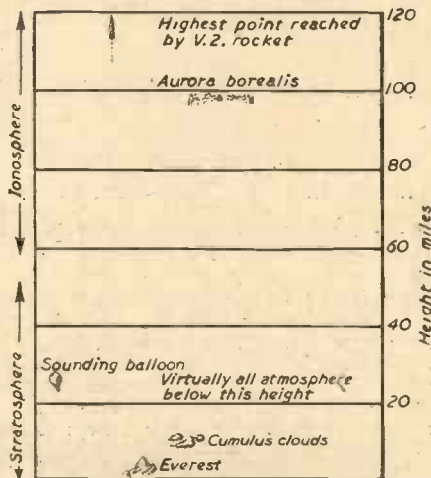 120
Highest point reached
by V.2. rocket
Aurora borealis
100
Ionosphere
80
60
Height in miles
40
Sounding balloon
Virtually all atmosphere
below this height
20
Stratosphere
Cumulus clouds
Everest